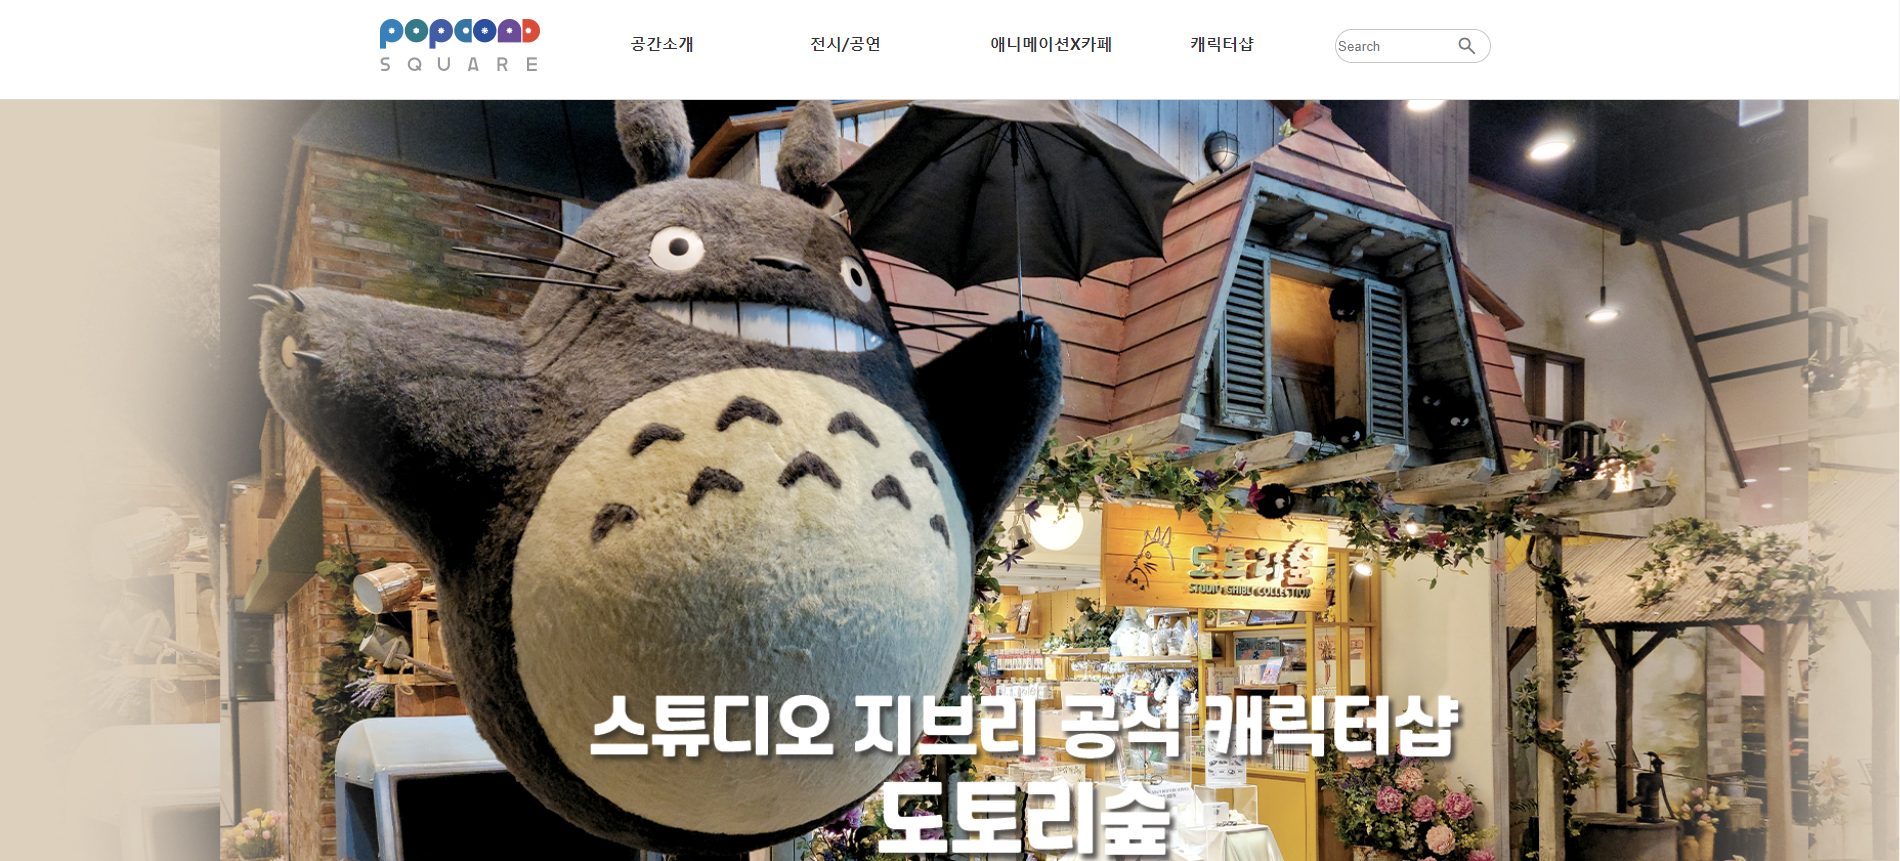 POPCOAD
SQUARE
공간소개
전시/공연
애니메이션X카페
캐릭터샵
Search
도토리숲
STUDIO GHIBLI COLLECTION
스튜디오 지브리 공식 캐릭터샵
도토리숲